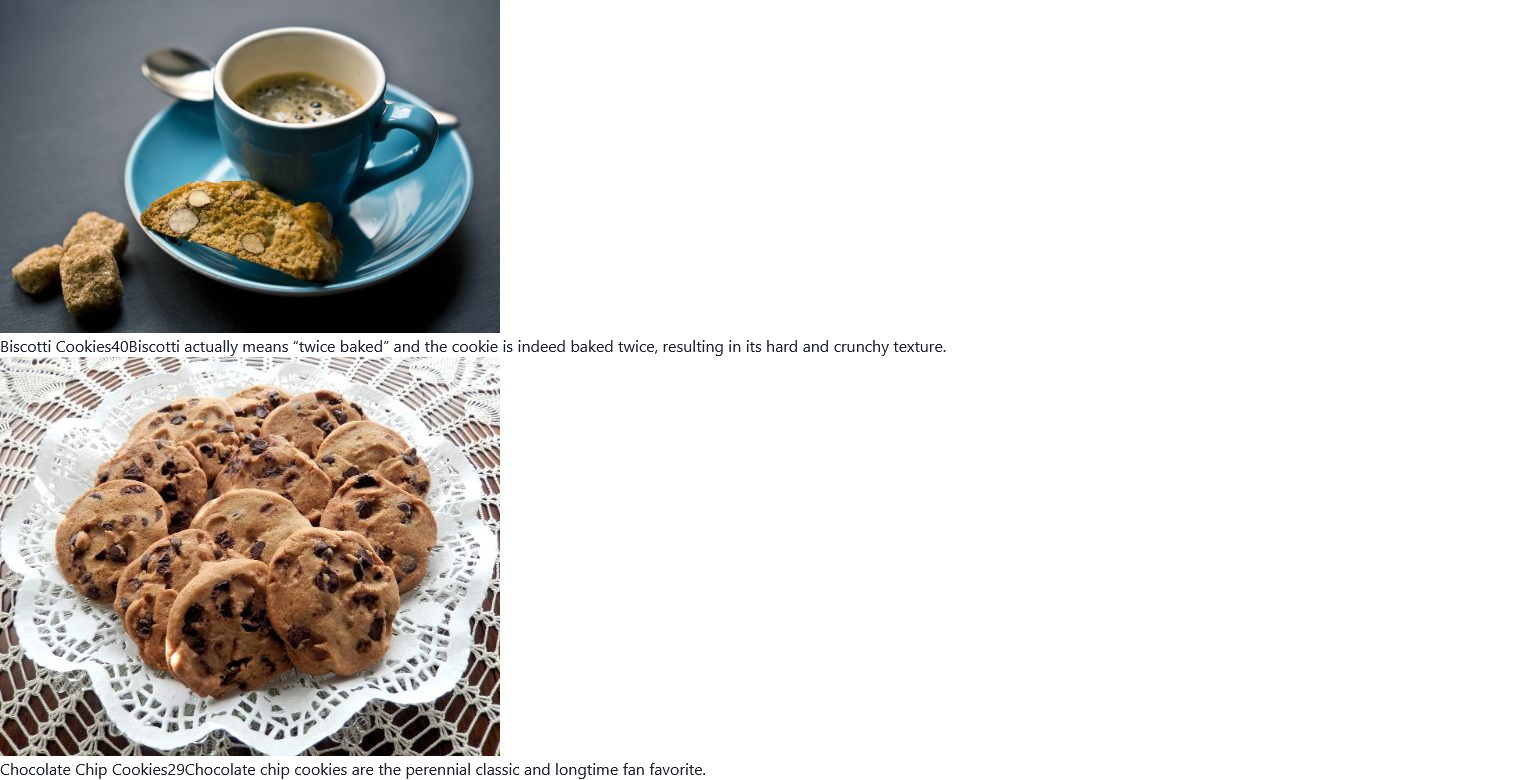 Biscotti Cookies40Biscotti actually means “twice baked” and the cookie is indeed baked twice, resulting in its hard and crunchy texture.
Chocolate Chip Cookies29Chocolate chip cookies are the perennial classic and longtime fan favorite.